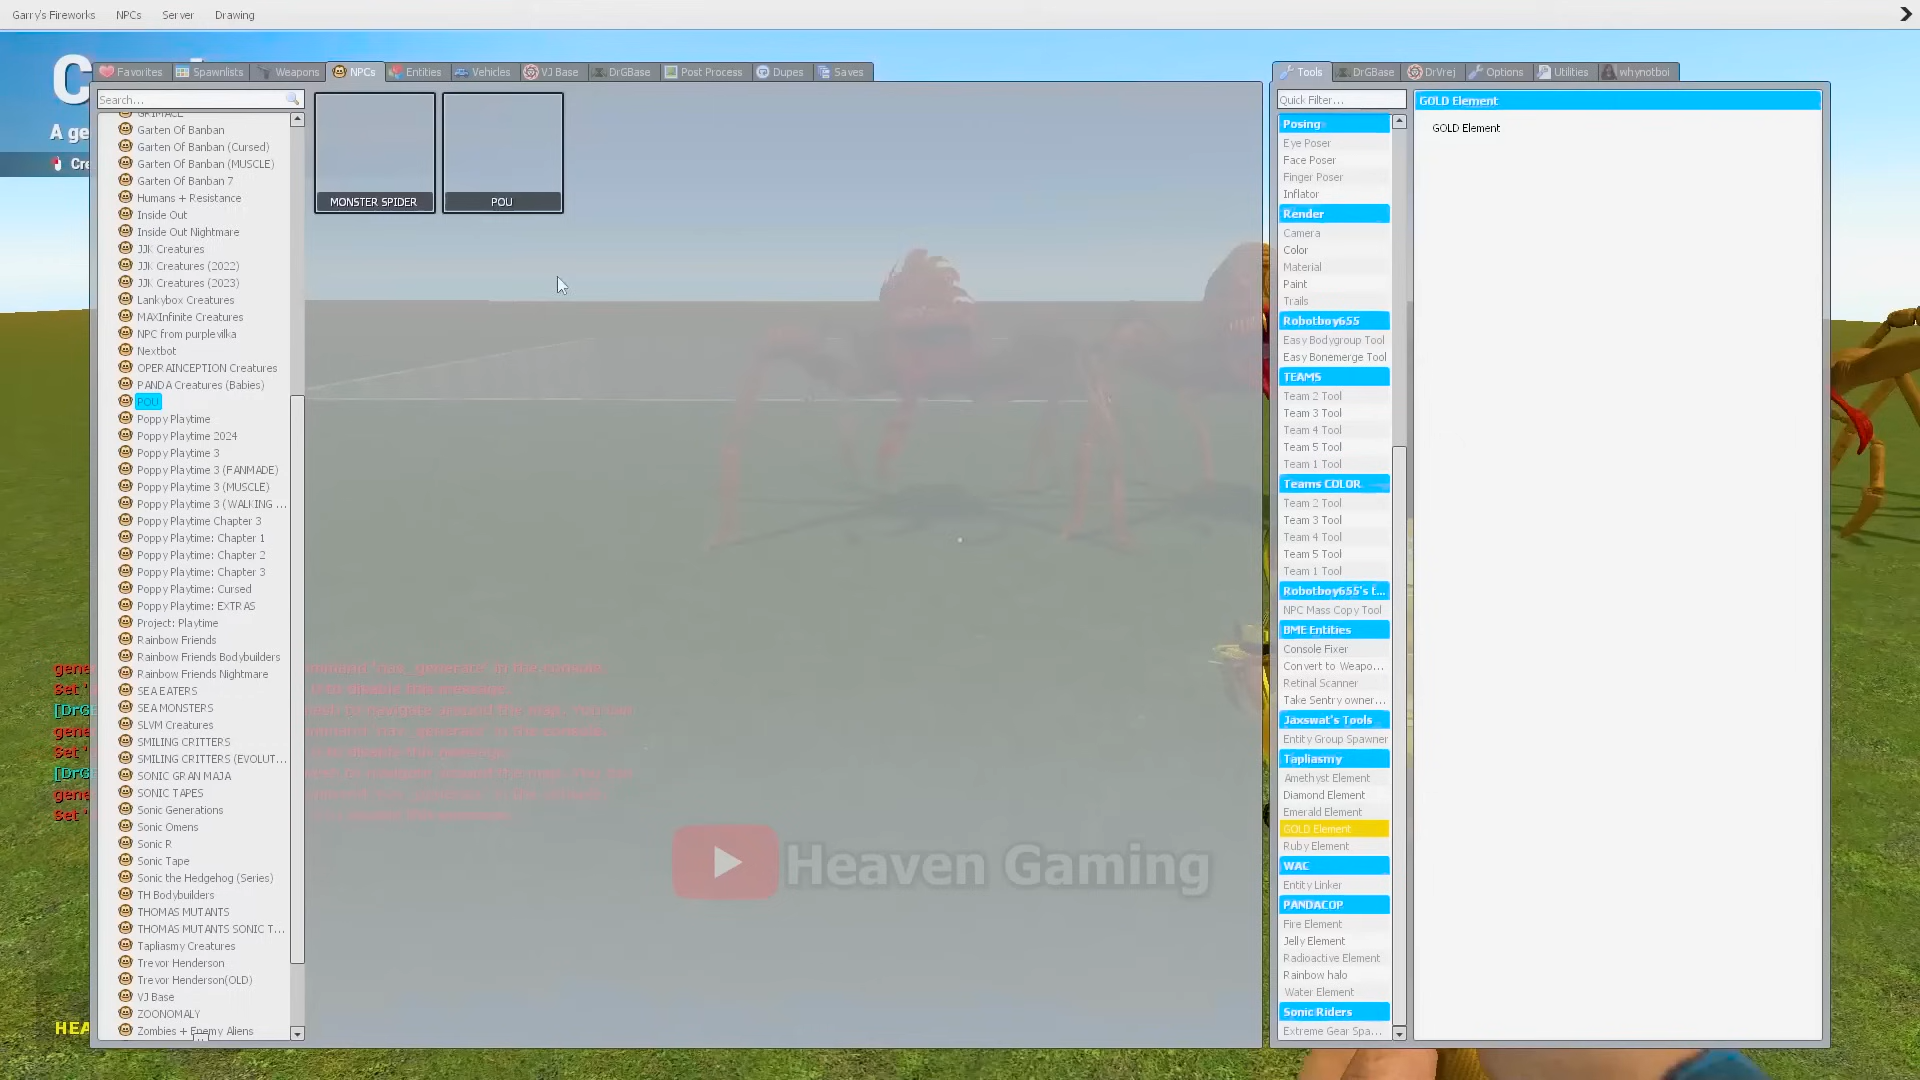 Garry's Fireworks NPCs Server Drawing
C
A ge
Cre
Favorites Spawnlists Weapons NPCs Entities Vehicles VJ Base DrGBase Post Process Dupes Saves
Search...
GRIMACE
Garten Of Banban
Garten Of Banban (Cursed)
Garten Of Banban (MUSCLE)
Garten Of Banban 7
Humans + Resistance
Inside Out
Inside Out Nightmare
JJK Creatures
JJK Creatures (2022)
JJK Creatures (2023)
Lankybox Creatures
MAXInfinite Creatures
NPC from purplevilka
Nextbot
OPERAINCEPTION Creatures
PANDA Creatures (Babies)
POU
Poppy Playtime
Poppy Playtime 2024
Poppy Playtime 3
Poppy Playtime 3 (FANMADE)
Poppy Playtime 3 (MUSCLE)
Poppy Playtime 3 (WALKING ...
Poppy Playtime Chapter 3
Poppy Playtime: Chapter 1
Poppy Playtime: Chapter 2
Poppy Playtime: Chapter 3
Poppy Playtime: Cursed
Poppy Playtime: EXTRAS
Project: Playtime
Rainbow Friends
Rainbow Friends Bodybuilders
Rainbow Friends Nightmare
SEA EATERS
SEA MONSTERS
SLVM Creatures
SMILING CRITTERS
SMILING CRITTERS (EVOLUT...
SONIC GRAN MAJA
SONIC TAPES
Sonic Generations
Sonic Omens
Sonic R
Sonic Tape
Sonic the Hedgehog (Series)
TH Bodybuilders
THOMAS MUTANTS
THOMAS MUTANTS SONIC T...
Tapliasmy Creatures
Trevor Henderson
Trevor Henderson(OLD)
VJ Base
ZOONOMALY
Zombies + Enemy Aliens
MONSTER SPIDER
POU
gene
Set '
[DrG
gene
Set '
[DrG
gene
Set '
HEA
Heaven Gaming
Tools DrGBase DrVrej Options Utilities whynotboi
Quick Filter...
Posing
Eye Poser
Face Poser
Finger Poser
Inflator
Render
Camera
Color
Material
Paint
Trails
Robotboy655
Easy Bodygroup Tool
Easy Bonemerge Tool
TEAMS
Team 2 Tool
Team 3 Tool
Team 4 Tool
Team 5 Tool
Team 1 Tool
Teams COLOR
Team 2 Tool
Team 3 Tool
Team 4 Tool
Team 5 Tool
Team 1 Tool
Robotboy655's t...
NPC Mass Copy Tool
BME Entities
Console Fixer
Convert to Weapo...
Retinal Scanner
Take Sentry owner...
Jaxswat's Tools
Entity Group Spawner
Tapliasmy
Amethyst Element
Diamond Element
Emerald Element
GOLD Element
Ruby Element
WAC
Entity Linker
PANDACOP
Fire Element
Jelly Element
Radioactive Element
Rainbow halo
Water Element
Sonic Riders
Extreme Gear Spa...
GOLD Element
GOLD Element